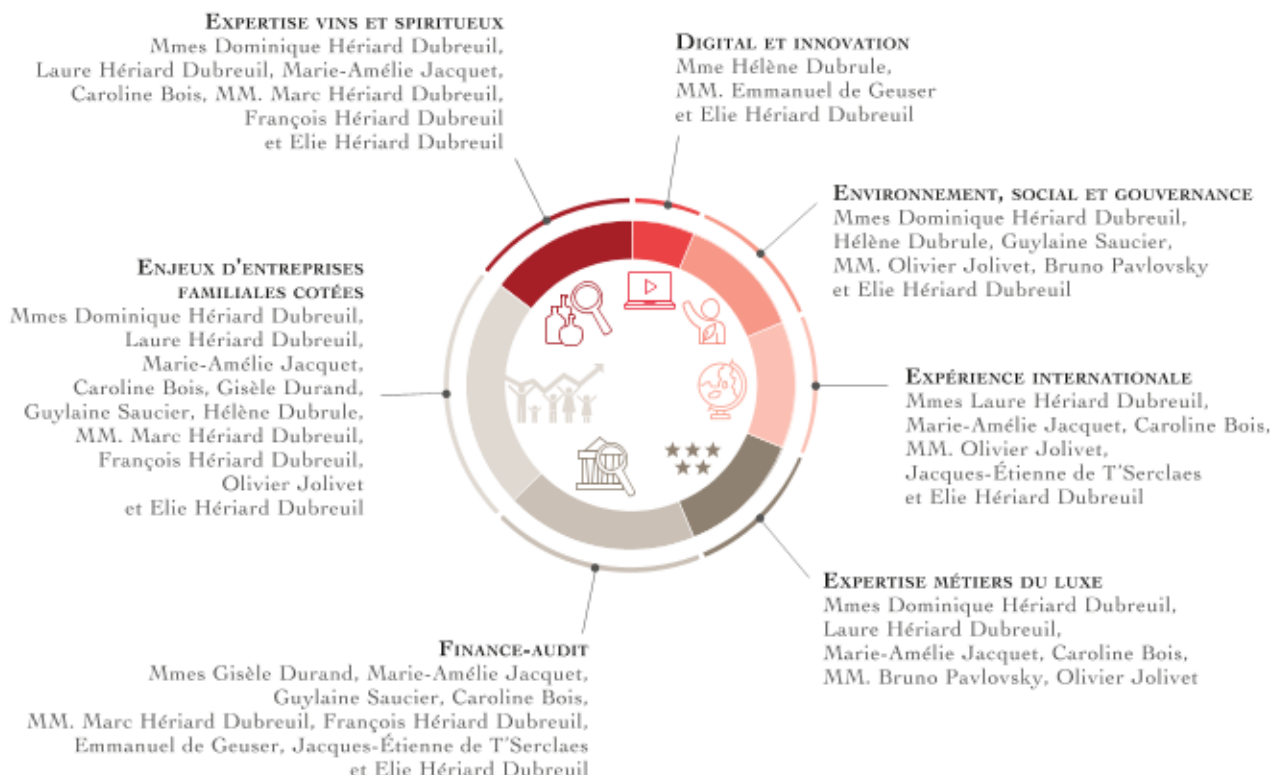 EXPERTISE VINS ET SPIRITUEUX
Mmes Dominique Hériard Dubreuil,
Laure Hériard Dubreuil, Marie-Amélie Jacquet,
Caroline Bois, MM. Marc Hériard Dubreuil,
François Hériard Dubreuil
et Elie Hériard Dubreuil
DIGITAL ET INNOVATION
Mme Hélène Dubrule,
MM. Emmanuel de Geuser
et Elie Hériard Dubreuil
ENVIRONNEMENT, SOCIAL ET GOUVERNANCE
Mmes Dominique Hériard Dubreuil,
Hélène Dubrule, Guylaine Saucier,
MM. Olivier Jolivet, Bruno Pavlovsky
et Elie Hériard Dubreuil
ENJEUX D'ENTREPRISES
FAMILIALES COTÉES
Mmes Dominique Hériard Dubreuil,
Laure Hériard Dubreuil,
Marie-Amélie Jacquet,
Caroline Bois, Gisèle Durand,
Guylaine Saucier, Hélène Dubrule,
MM. Marc Hériard Dubreuil,
François Hériard Dubreuil,
Olivier Jolivet
et Elie Hériard Dubreuil
EXPÉRIENCE INTERNATIONALE
Mmes Laure Hériard Dubreuil,
Marie-Amélie Jacquet, Caroline Bois,
MM. Olivier Jolivet,
Jacques-Étienne de T'Serclaes
et Elie Hériard Dubreuil
EXPERTISE MÉTIERS DU LUXE
Mmes Dominique Hériard Dubreuil,
Laure Hériard Dubreuil,
Marie-Amélie Jacquet, Caroline Bois,
MM. Bruno Pavlovsky, Olivier Jolivet
FINANCE-AUDIT
Mmes Gisèle Durand, Marie-Amélie Jacquet,
Guylaine Saucier, Caroline Bois,
MM. Marc Hériard Dubreuil, François Hériard Dubreuil,
Emmanuel de Geuser, Jacques-Étienne de T'Serclaes
et Elie Hériard Dubreuil